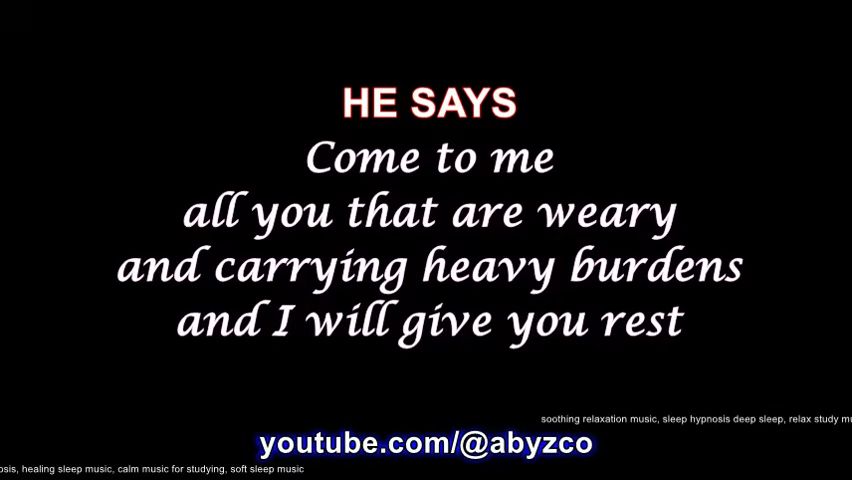 HE SAYS
Come to me
all you that are weary
and carrying heavy burdens
and I will give you rest
soothing relaxation music, sleep hypnosis deep sleep, relax study
youtube.com/@abyzco
healing sleep music, calm music for studying, soft sleep music